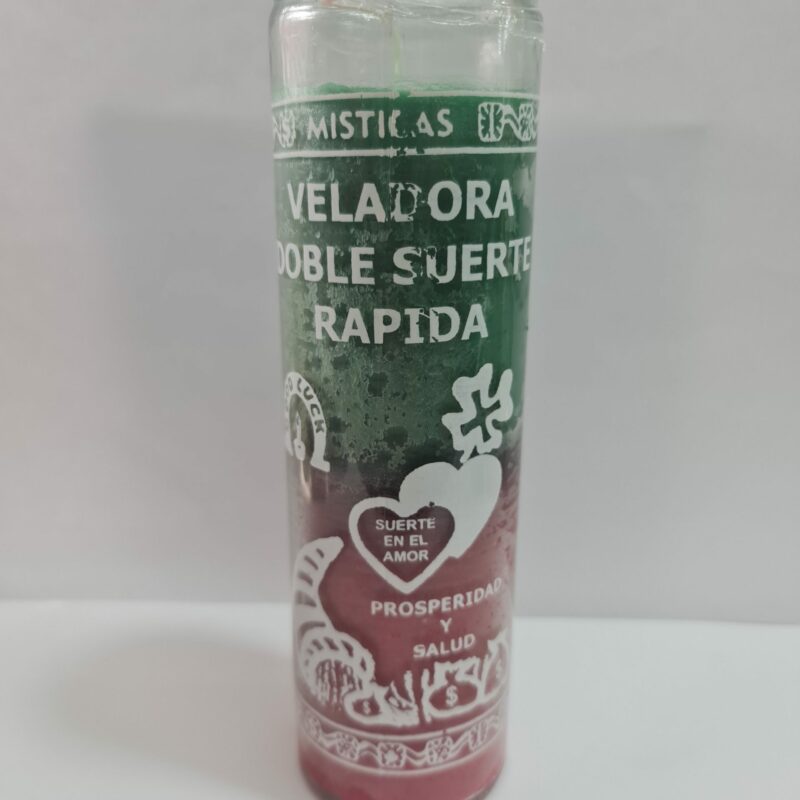 MISTICAS
VELADORA
DOBLE SUERTE
RAPIDA
LUCK
SUERTE
EN EL
AMOR
PROSPERIDAD
Y
SALUD
$
$